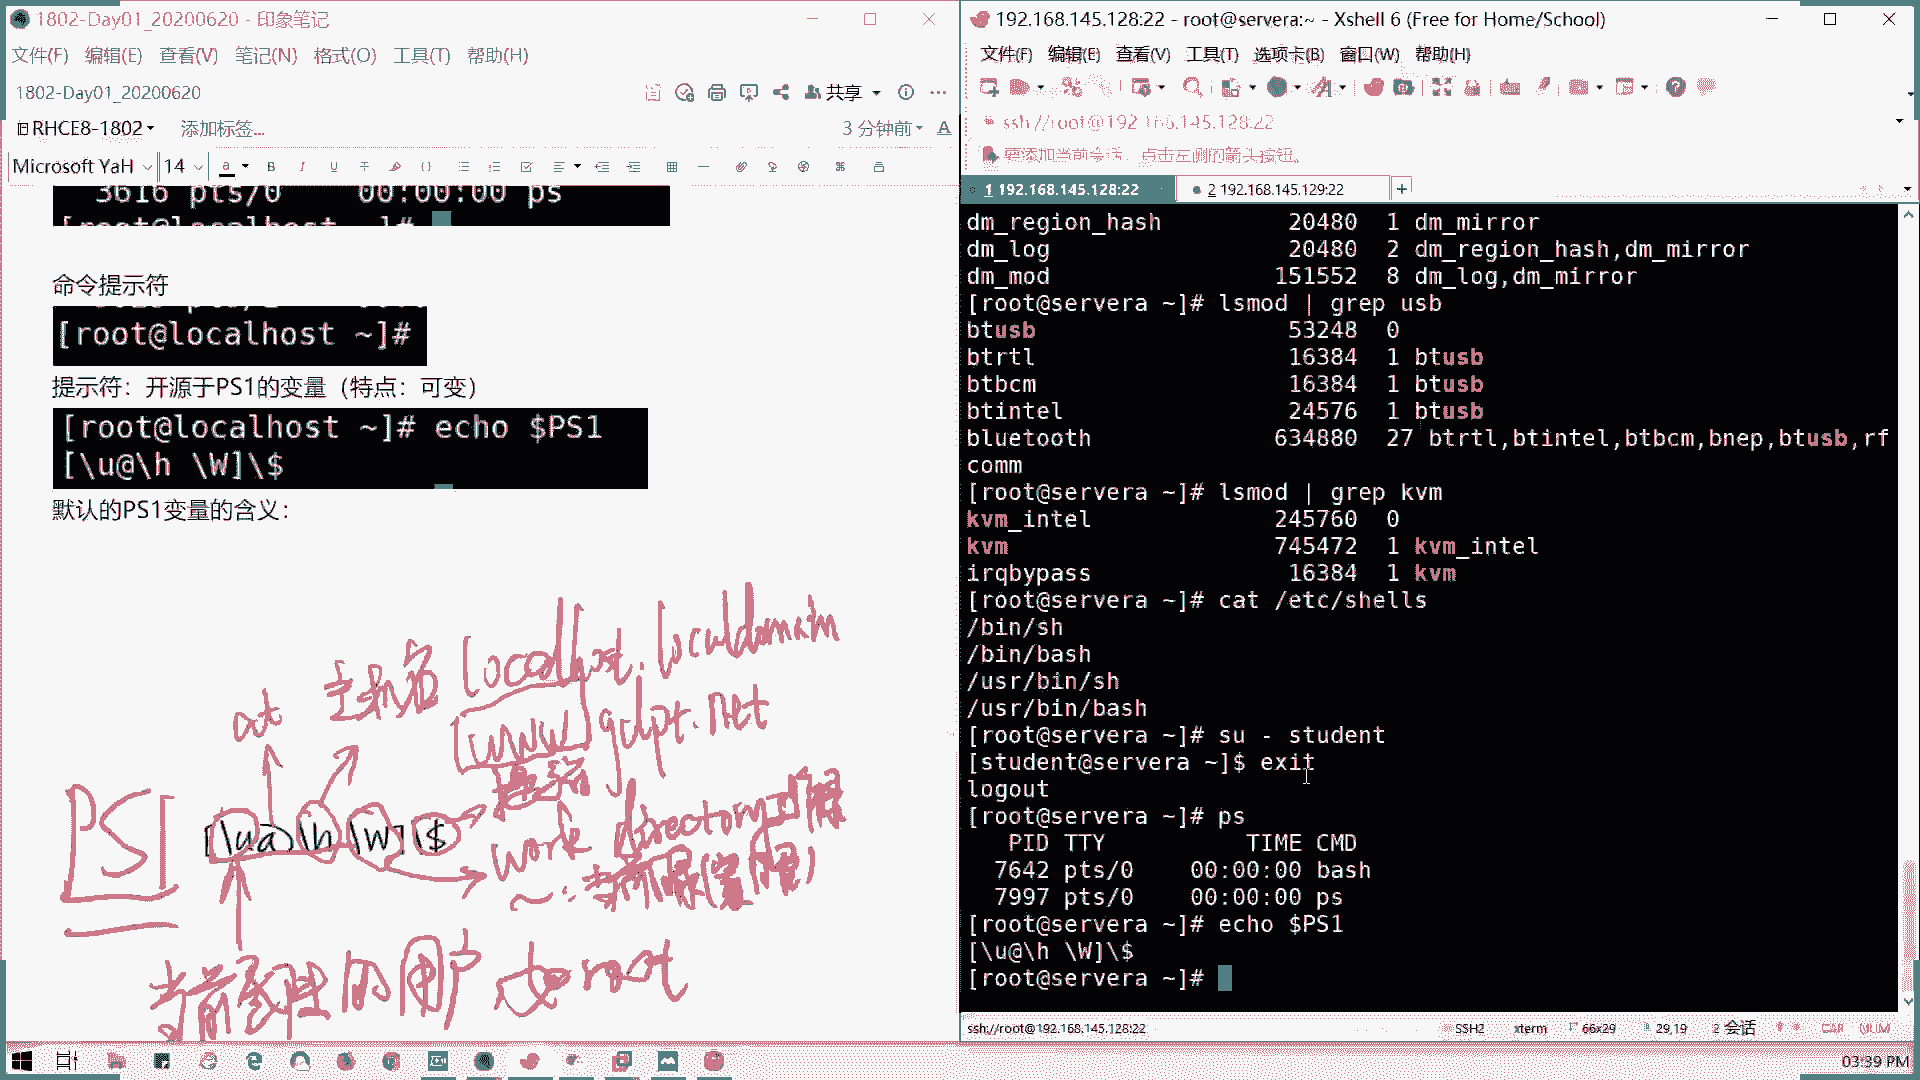 1802-Day01_20200620 - 印象笔记
文件(F) 编辑(E) 查看(V) 笔记(N) 格式(O) 工具(T) 帮助(H)
1802-Day01_20200620
共享
RHCE8-1802
添加标签...
3 分钟前
Microsoft YaH 14
3616 pts/0 00:00:00 ps
[root@localhost ~]#
命令提示符
[root@localhost ~]#
提示符：开源于PS1的变量（特点：可变）
[root@localhost ~]# echo $PS1
[\u@\h \W]\$
默认的PS1变量的含义：
at
主机名 localhost.localdomain
www gdpt.net
PS1
[\u@\h \W]\$
work directory
~:
当前登陆的用户 root
192.168.145.128:22 - root@servera:~ - Xshell 6 (Free for Home/School)
文件(F) 编辑(E) 查看(V) 工具(T) 选项卡(B) 窗口(W) 帮助(H)
ssh://root@192.168.145.128:22
要添加当前会话，点击左侧的箭头按钮。
1 192.168.145.128:22
2 192.168.145.129:22
dm_region_hash 20480 1 dm_mirror
dm_log 20480 2 dm_region_hash,dm_mirror
dm_mod 151552 8 dm_log,dm_mirror
[root@servera ~]# lsmod | grep usb
btusb 53248 0
btrtl 16384 1 btusb
btbcm 16384 1 btusb
btintel 24576 1 btusb
bluetooth 634880 27 btrtl,btintel,btbcm,bnep,btusb,rf
comm
[root@servera ~]# lsmod | grep kvm
kvm_intel 245760 0
kvm 745472 1 kvm_intel
irqbypass 16384 1 kvm
[root@servera ~]# cat /etc/shells
/bin/sh
/bin/bash
/usr/bin/sh
/usr/bin/bash
[root@servera ~]# su - student
[student@servera ~]$ exit
logout
[root@servera ~]# ps
PID TTY TIME CMD
7642 pts/0 00:00:00 bash
7997 pts/0 00:00:00 ps
[root@servera ~]# echo $PS1
[\u@\h \W]\$
[root@servera ~]#
ssh://root@192.168.145.128:22
SSH2 xterm 66x29 29,19 2 会话 CAP NUM
03:39 PM